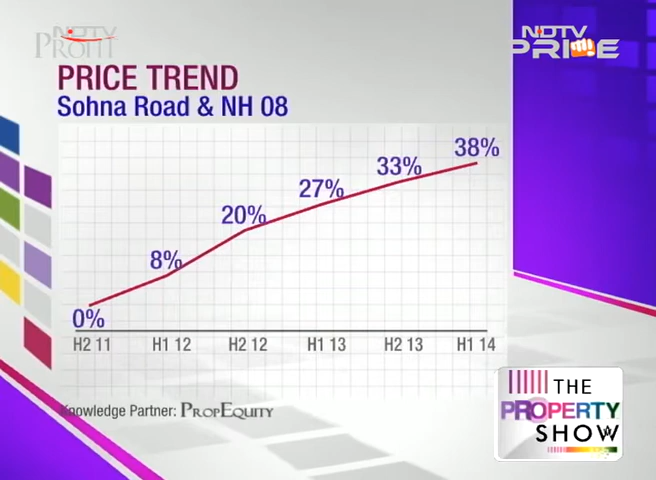 NDTV
PROFIT
NDTV
PRIME
PRICE TREND
Sohna Road & NH 08
0%
8%
20%
27%
33%
38%
H2 11
H1 12
H2 12
H1 13
H2 13
H1 14
Knowledge Partner: PROPEQUITY
THE
PROPERTY
SHOW